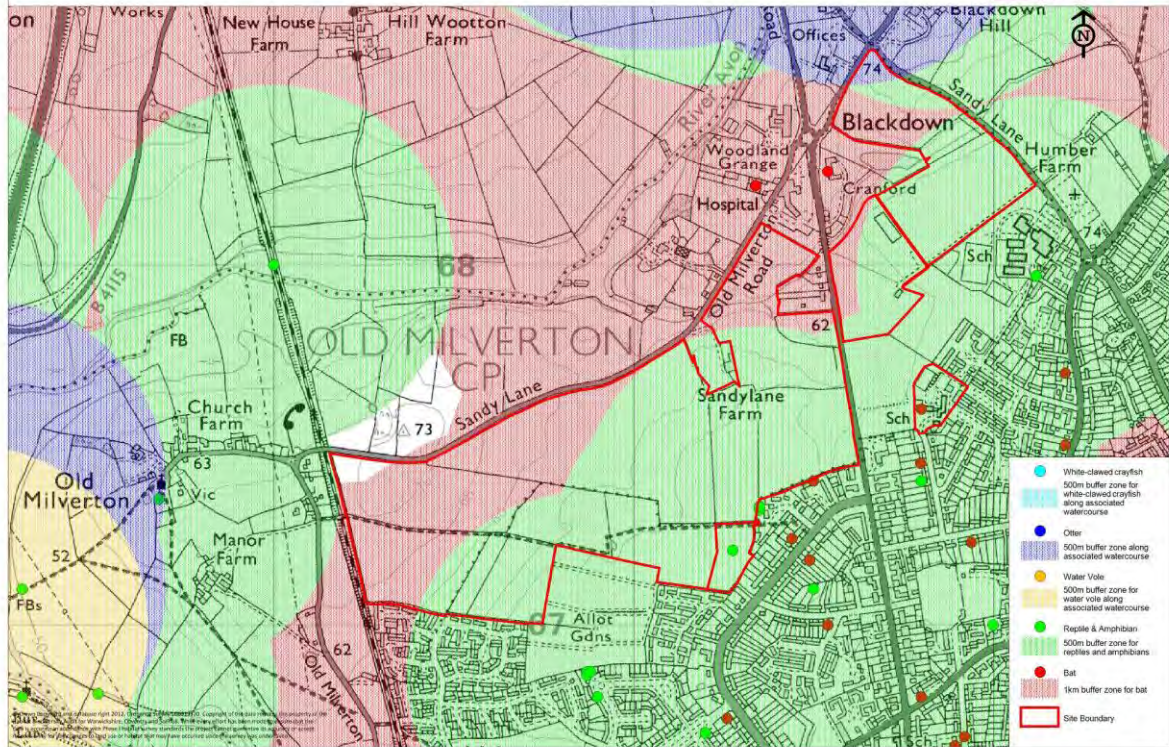 Works
New House
Farm
Hill Wootton
Farm
Road
Offices
Blackdown
Hill
N
74
Sandy Lane
River Avon
Blackdown
Woodland
Grange
Humber
Farm
Cranford
Hospital
B 4115
68
Old Milverton
Road
Sch
74
OLD MILVERTON
CP
62
FB
Sandy Lane
Sandylane
Farm
Church
Farm
73
Sch
63
Old
Milverton
Vic
Manor
Farm
52
FBs
67
Allot
Gdns
62
Old Milverton
White-clawed crayfish
500m buffer zone for
white-clawed crayfish
along associated
watercourse
Otter
500m buffer zone along
associated watercourse
Water Vole
500m buffer zone for
water vole along
associated watercourse
Reptile & Amphibian
500m buffer zone for
reptiles and amphibians
Bat
1km buffer zone for bat
Site Boundary